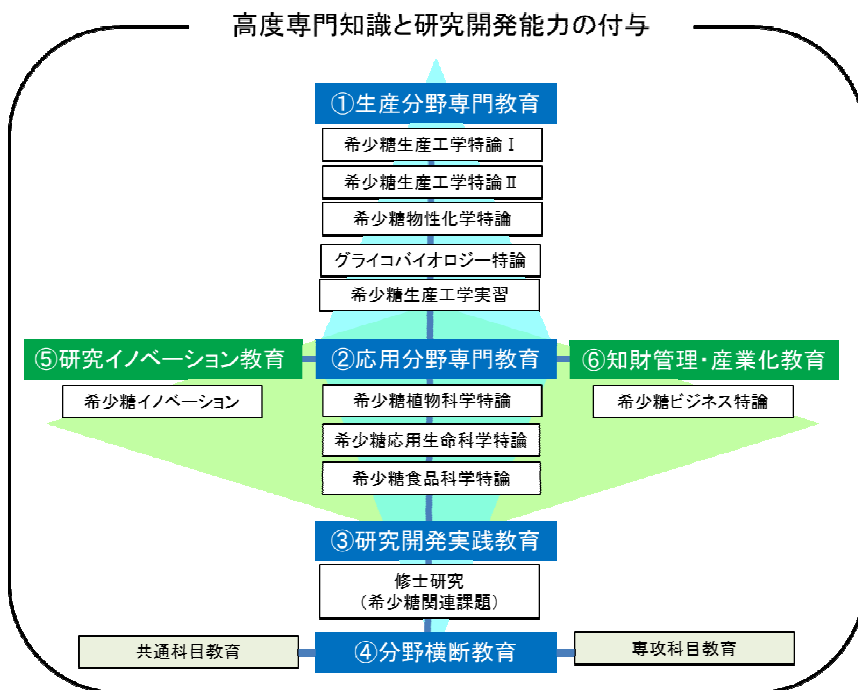 高度専門知識と研究開発能力の付与
①生産分野専門教育
希少糖生産工学特論Ⅰ
希少糖生産工学特論Ⅱ
希少糖物性化学特論
グライコバイオロジー特論
希少糖生産工学実習
⑤研究イノベーション教育
②応用分野専門教育
⑥知財管理・産業化教育
希少糖イノベーション
希少糖植物科学特論
希少糖ビジネス特論
希少糖応用生命科学特論
希少糖食品科学特論
③研究開発実践教育
修士研究
(希少糖関連課題)
共通科目教育
④分野横断教育
専攻科目教育